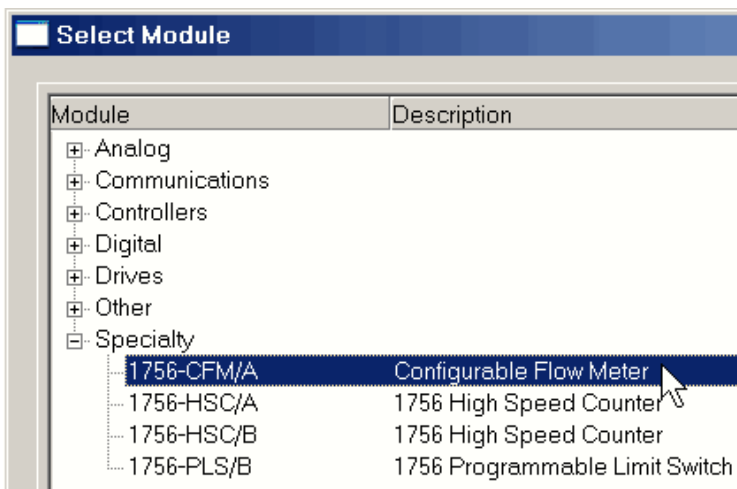 Select Module
Module Description
Analog
Communications
Controllers
Digital
Drives
Other
Specialty
1756-CFM/A Configurable Flow Meter
1756-HSC/A 1756 High Speed Counter
1756-HSC/B 1756 High Speed Counter
1756-PLS/B 1756 Programmable Limit Switch